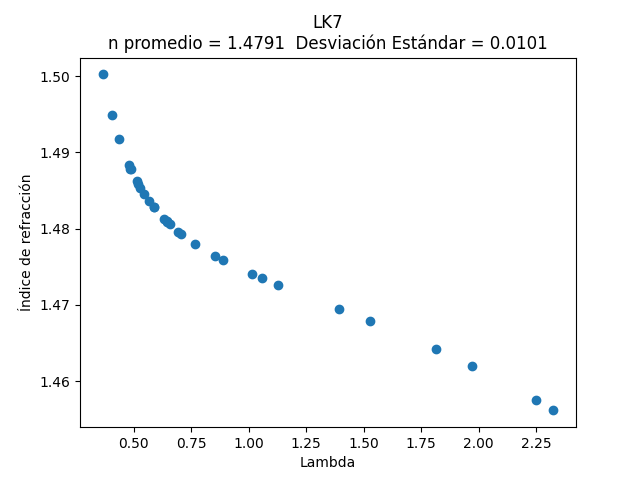 LK7
n promedio = 1.4791  Desviación Estándar = 0.0101
1.50
1.49
1.48
1.47
1.46
Índice de refracción
0.50 0.75 1.00 1.25 1.50 1.75 2.00 2.25
Lambda